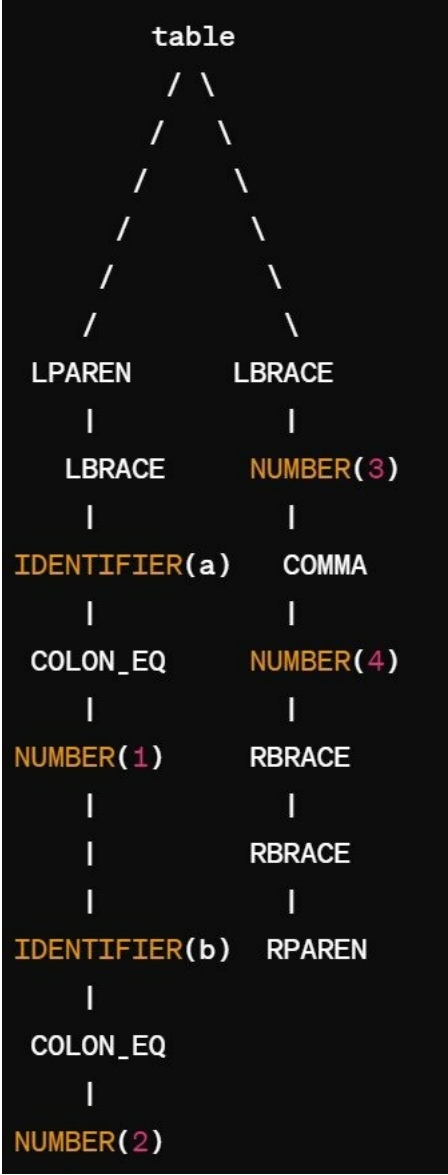 table
/ \
/ \
/ \
/ \
/ \
/ \
LPAREN LBRACE
| |
LBRACE NUMBER(3)
| |
IDENTIFIER(a) COMMA
| |
COLON_EQ NUMBER(4)
| |
NUMBER(1) RBRACE
| |
| RBRACE
| |
IDENTIFIER(b) RPAREN
|
COLON_EQ
|
NUMBER(2)